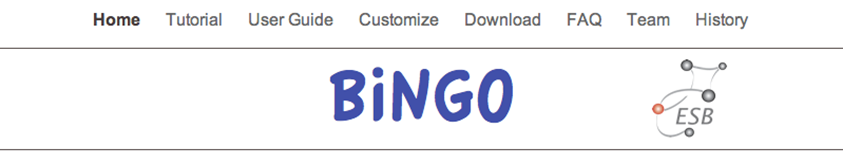 Home Tutorial User Guide Customize Download FAQ Team History
BiNGO
ESB